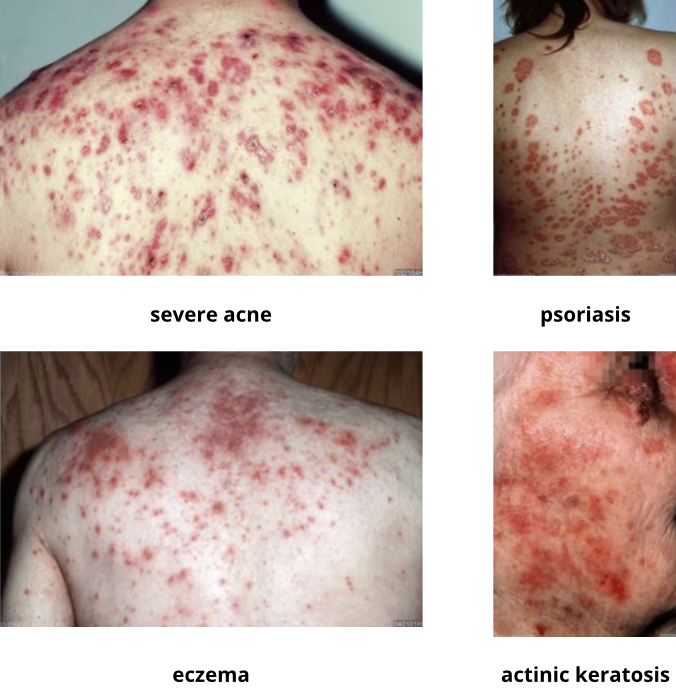 severe acne
psoriasis
eczema
actinic keratosis